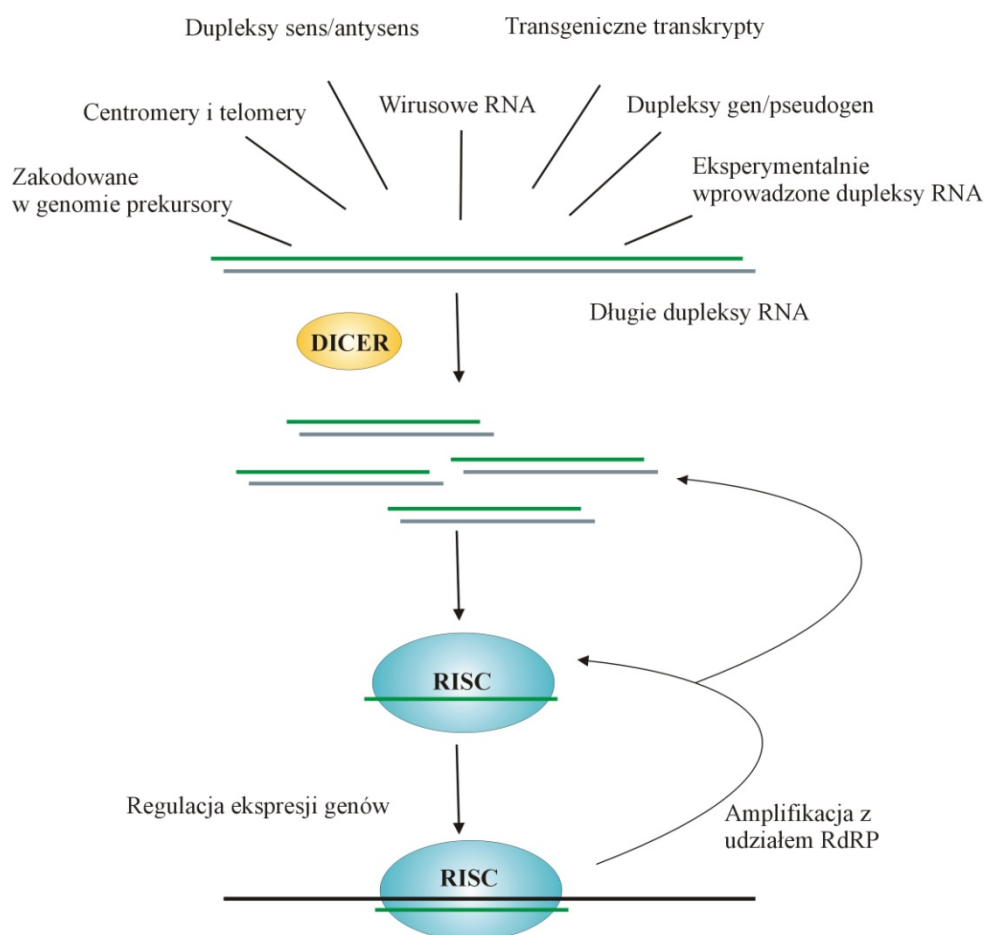 Dupleksy sens/antysens
Transgeniczne transkrypty
Centromery i telomery
Wirusowe RNA
Dupleksy gen/pseudogen
Zakodowane
w genomie prekursory
Eksperymentalnie
wprowadzone dupleksy RNA
Długie dupleksy RNA
DICER
RISC
Regulacja ekspresji genów
Amplifikacja z
udziałem RdRP
RISC